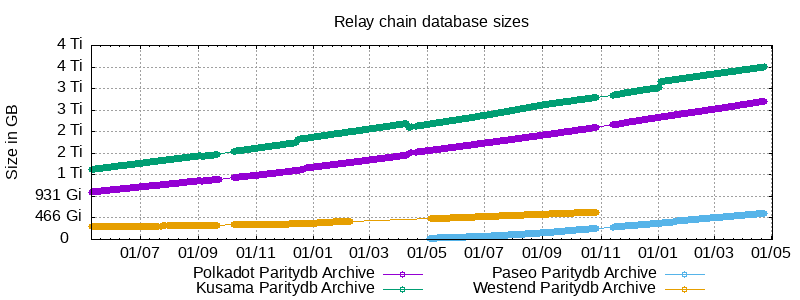 Relay chain database sizes
4 Ti
4 Ti
3 Ti
3 Ti
2 Ti
2 Ti
1 Ti
931 Gi
466 Gi
0
Size in GB
01/07 01/09 01/11 01/01 01/03 01/05 01/07 01/09 01/11 01/01 01/03 01/05
Polkadot Paritydb Archive Paseo Paritydb Archive
Kusama Paritydb Archive Westend Paritydb Archive